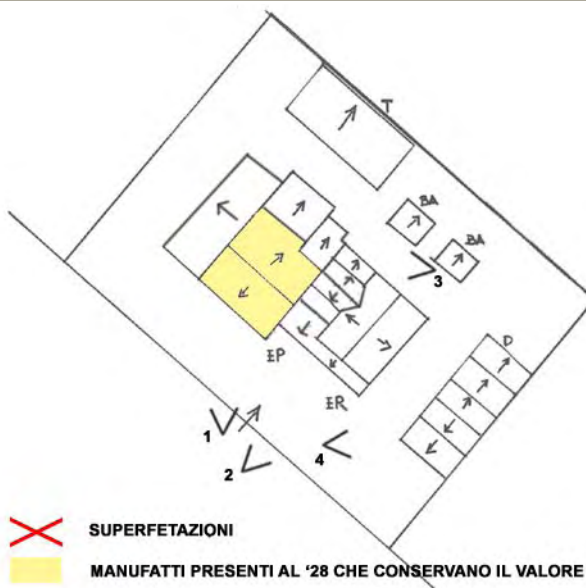 T
BA
BA
3
D
EP
ER
1
2
4
SUPERFETAZIONI
MANUFATTI PRESENTI AL '28 CHE CONSERVANO IL VALORE